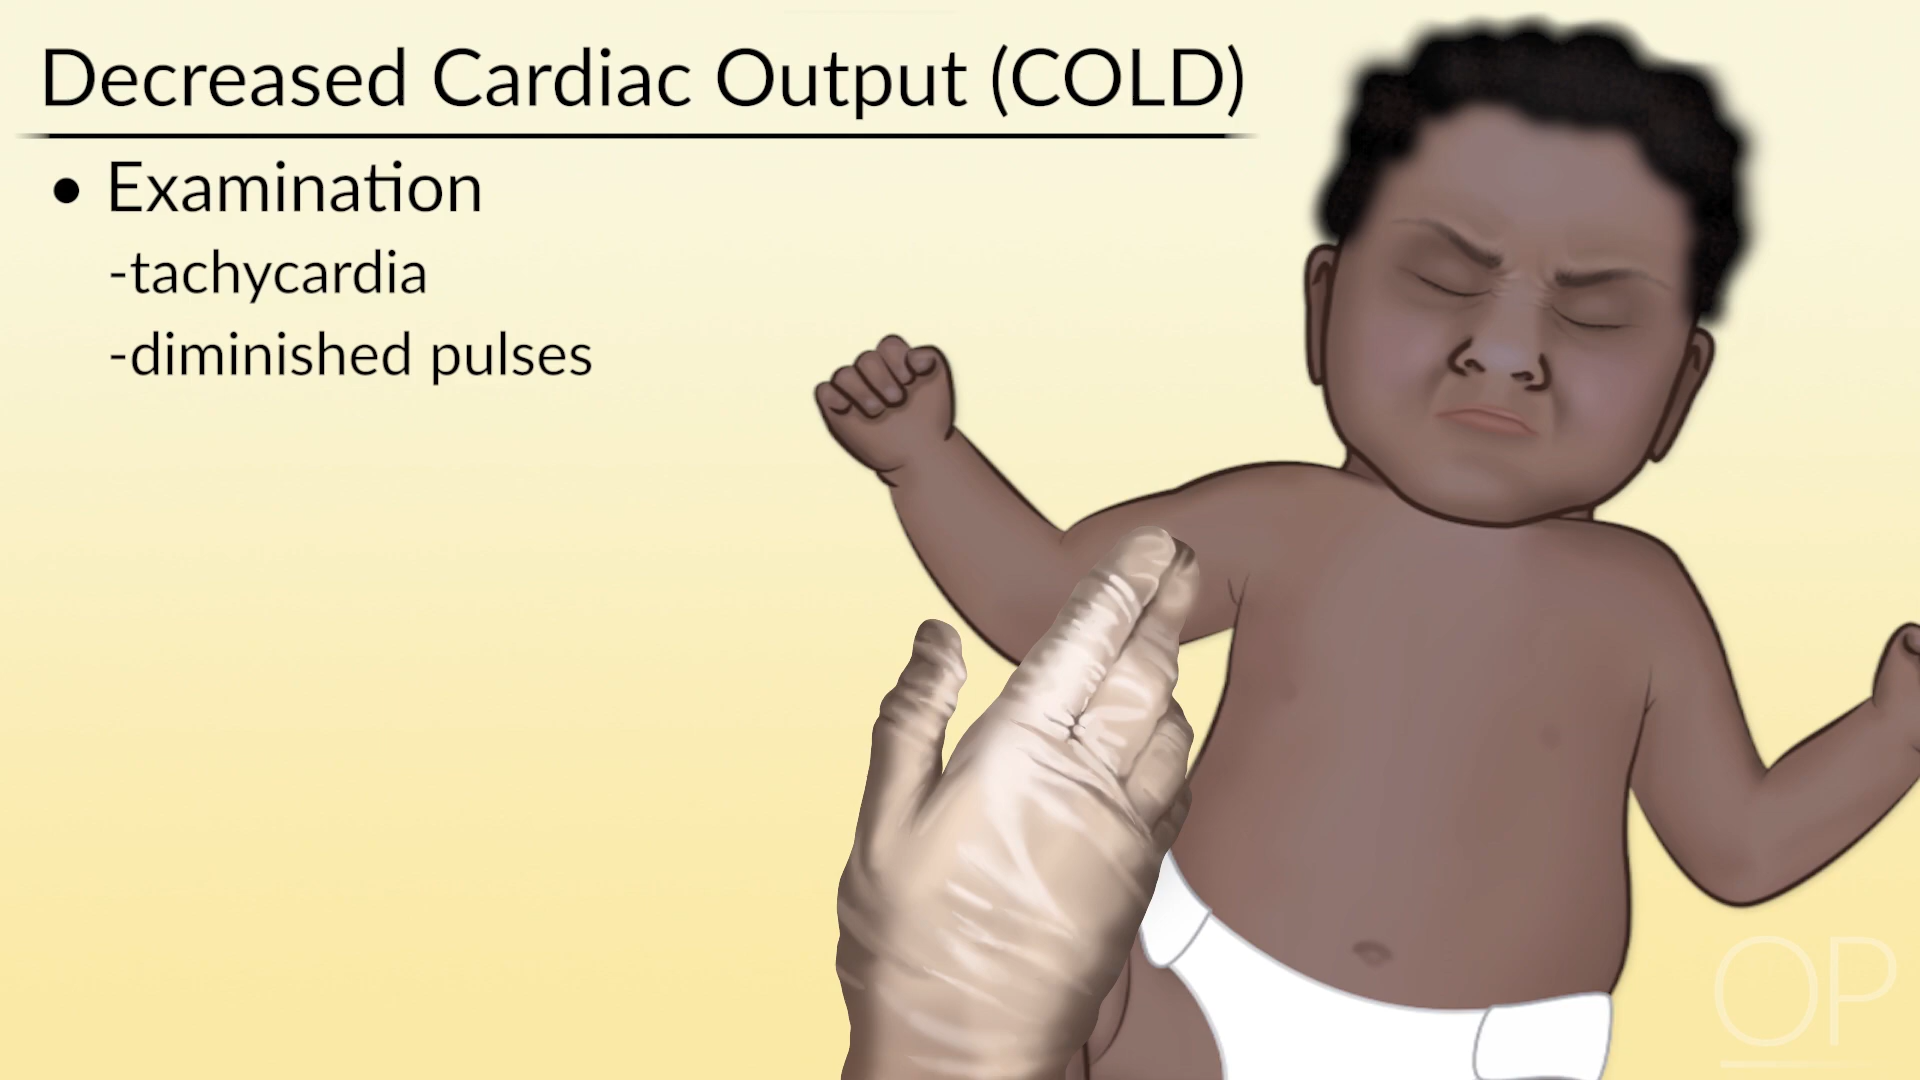 Decreased Cardiac Output (COLD)
• Examination
-tachycardia
-diminished pulses
OP